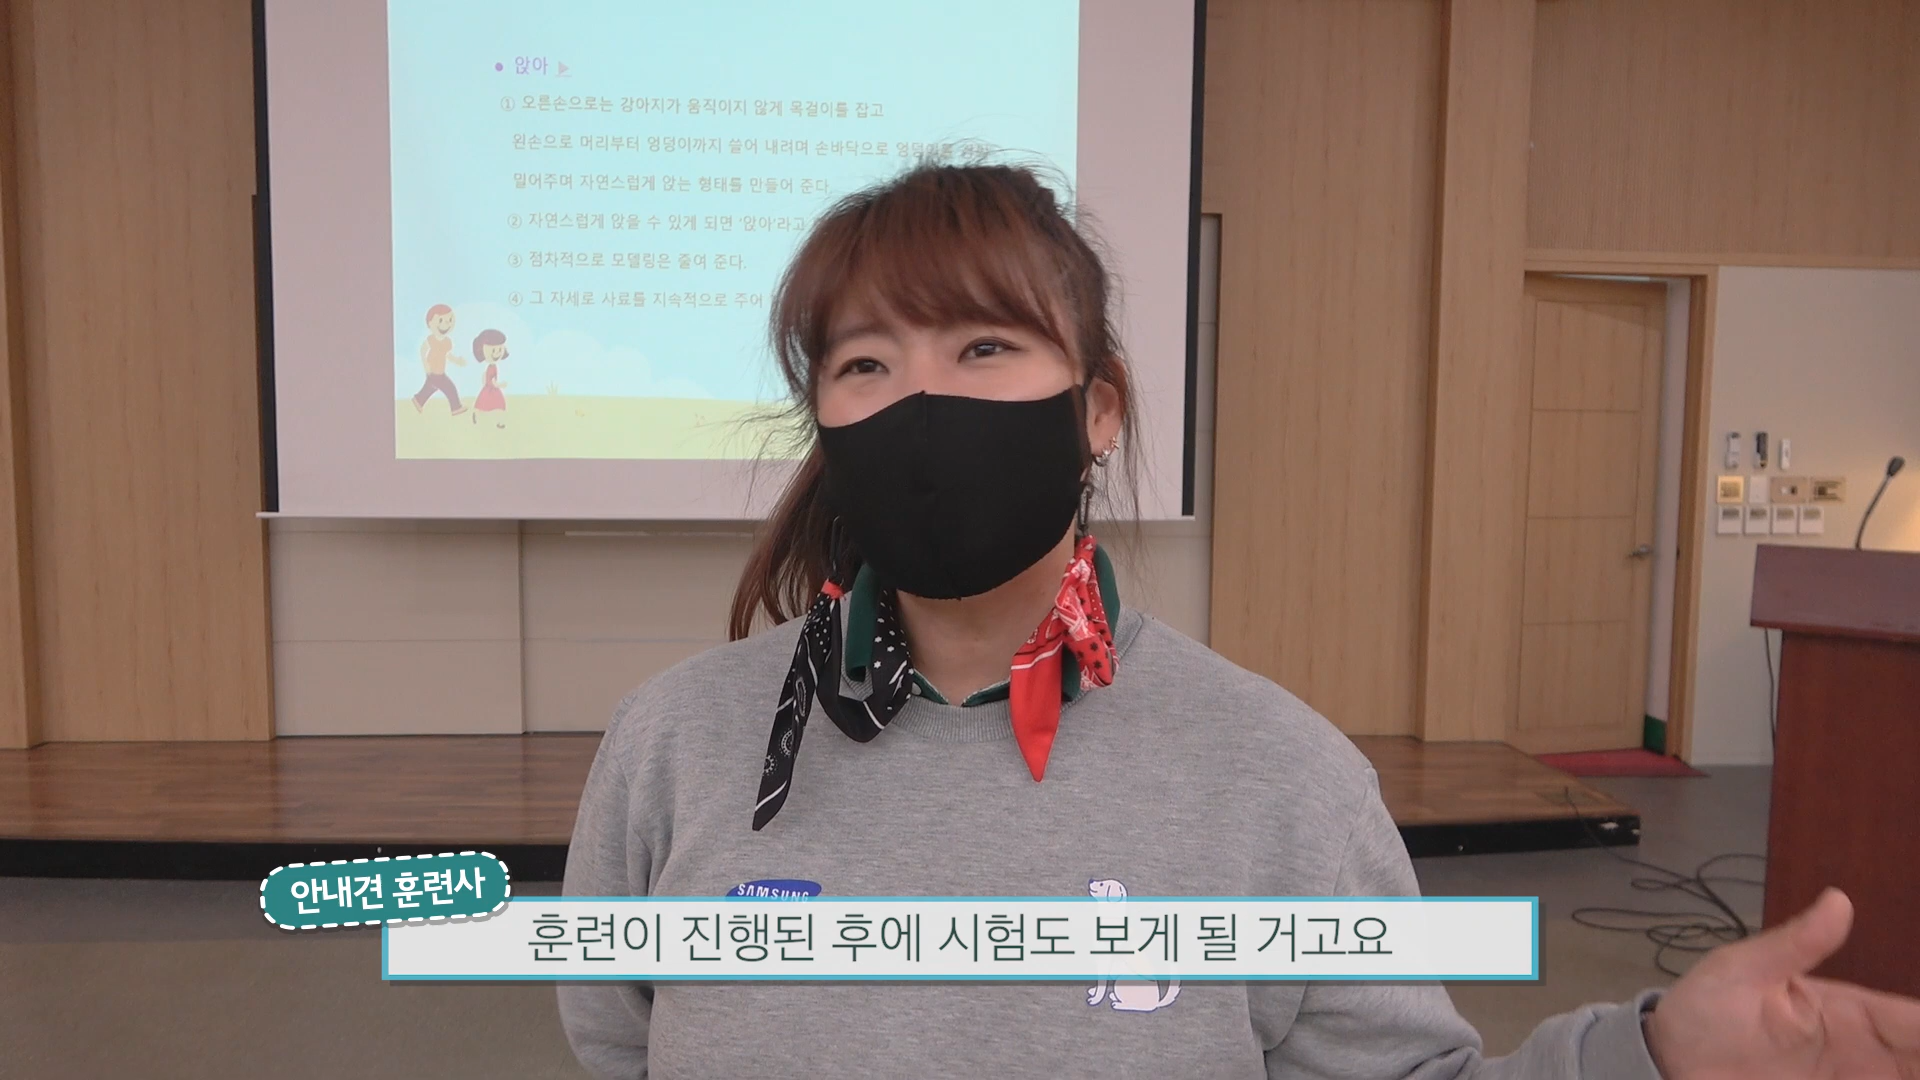 • 앉아
① 오른손으로는 강아지가 움직이지 않게 목걸이를 잡고
왼손으로 머리부터 엉덩이까지 쓸어 내려며 손바닥으로
밀어주며 자연스럽게 앉는 형태를 만들어 준다.
② 자연스럽게 앉을 수 있게 되면 '앉아'라고
③ 점차적으로 모델링은 줄여 준다.
④ 그 자세로 사료를 지속적으로 주어
SAMSUNG
안내견 훈련사
훈련이 진행된 후에 시험도 보게 될 거고요